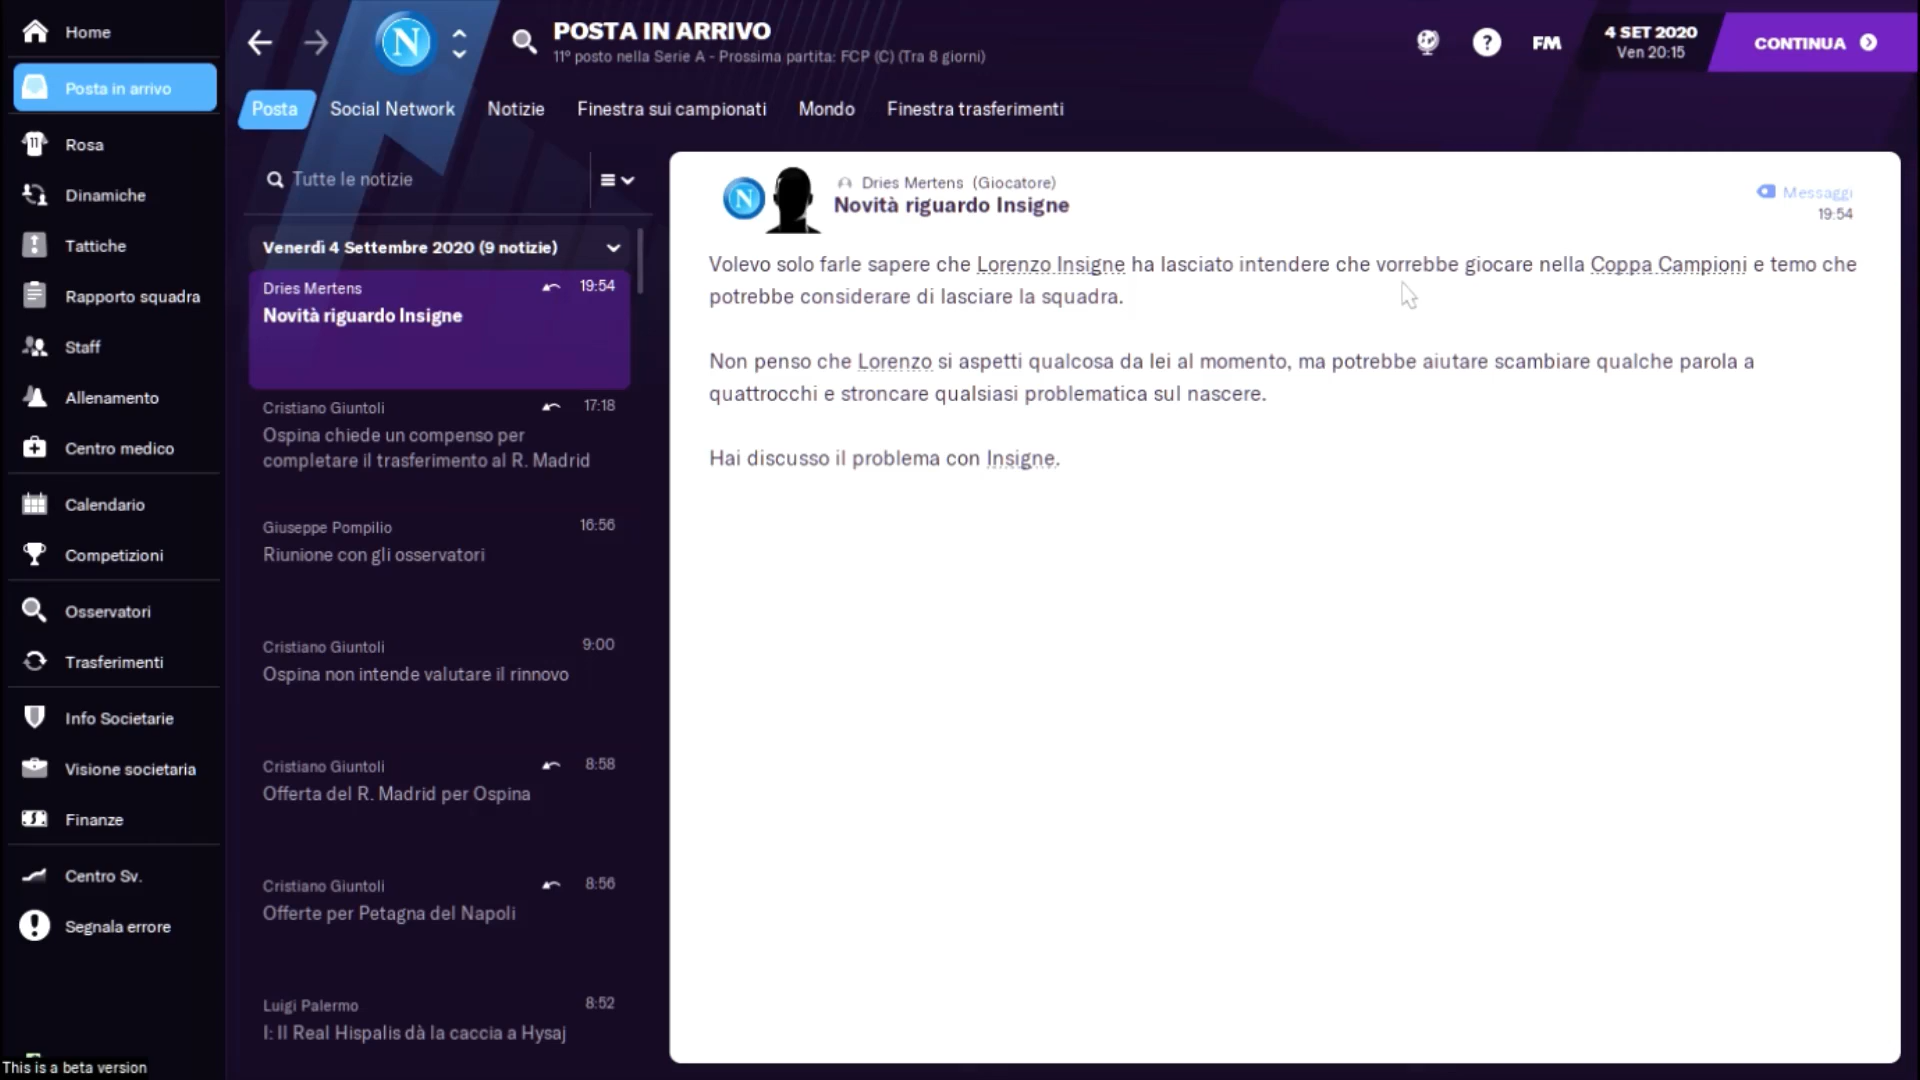 Home
Posta in arrivo
Rosa
Dinamiche
Tattiche
Rapporto squadra
Staff
Allenamento
Centro medico
Calendario
Competizioni
Osservatori
Trasferimenti
Info Societarie
Visione societaria
Finanze
Centro Sv.
Segnala errore
This is a beta version
N
POSTA IN ARRIVO
11° posto nella Serie A - Prossima partita: FCP (C) (Tra 8 giorni)
?
FM
4 SET 2020
Ven 20:15
CONTINUA
Posta
Social Network
Notizie
Finestra sui campionati
Mondo
Finestra trasferimenti
Tutte le notizie
Venerdì 4 Settembre 2020 (9 notizie)
Dries Mertens 19:54
Novità riguardo Insigne
Cristiano Giuntoli 17:18
Ospina chiede un compenso per
completare il trasferimento al R. Madrid
Giuseppe Pompilio 16:56
Riunione con gli osservatori
Cristiano Giuntoli 9:00
Ospina non intende valutare il rinnovo
Cristiano Giuntoli 8:58
Offerta del R. Madrid per Ospina
Cristiano Giuntoli 8:56
Offerte per Petagna del Napoli
Luigi Palermo 8:52
I: Il Real Hispalis dà la caccia a Hysaj
N
Dries Mertens (Giocatore)
Novità riguardo Insigne
Messaggi
19:54
Volevo solo farle sapere che Lorenzo Insigne ha lasciato intendere che vorrebbe giocare nella Coppa Campioni e temo che
potrebbe considerare di lasciare la squadra.
Non penso che Lorenzo si aspetti qualcosa da lei al momento, ma potrebbe aiutare scambiare qualche parola a
quattrocchi e stroncare qualsiasi problematica sul nascere.
Hai discusso il problema con Insigne.